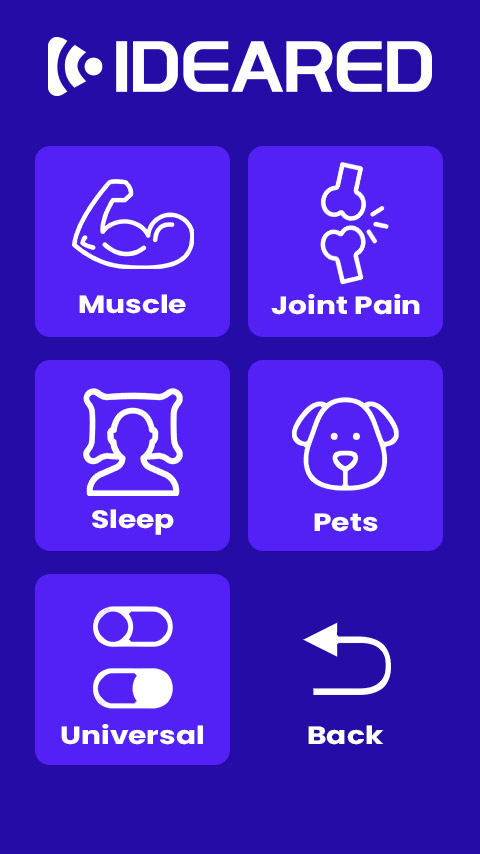 IDEARED
Muscle
Joint Pain
Sleep
Pets
Universal
Back